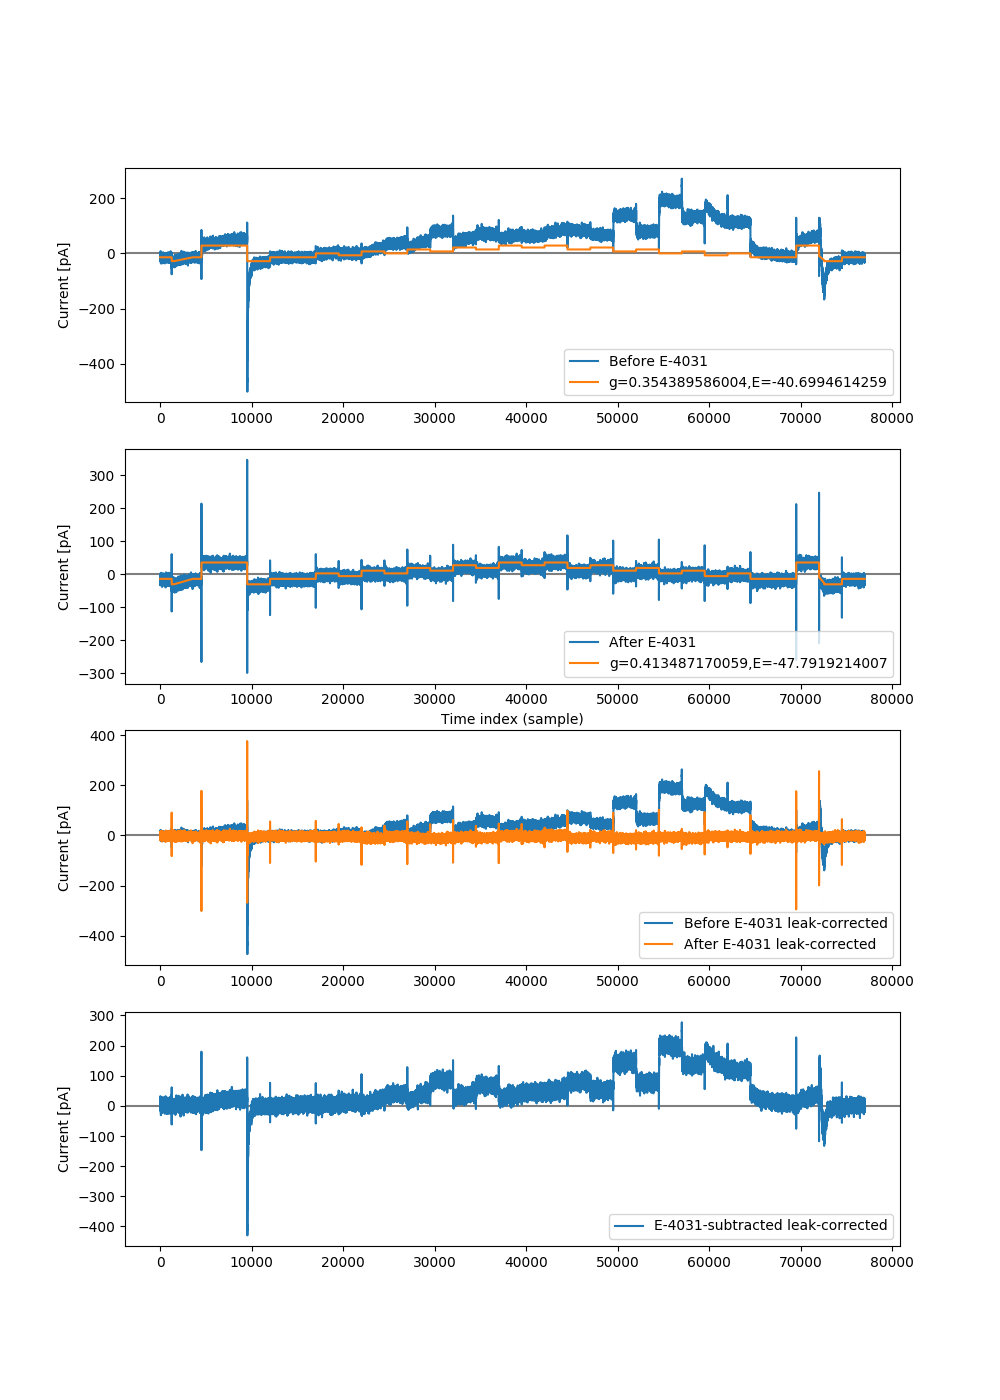 200
0
−200
−400
Current [pA]
Before E-4031
g=0.354389586004,E=-40.6994614259
0 10000 20000 30000 40000 50000 60000 70000 80000
300
200
100
0
−100
−200
−300
Current [pA]
After E-4031
g=0.413487170059,E=-47.7919214007
0 10000 20000 30000 40000 50000 60000 70000 80000
Time index (sample)
400
200
0
−200
−400
Current [pA]
Before E-4031 leak-corrected
After E-4031 leak-corrected
0 10000 20000 30000 40000 50000 60000 70000 80000
300
200
100
0
−100
−200
−300
−400
Current [pA]
E-4031-subtracted leak-corrected
0 10000 20000 30000 40000 50000 60000 70000 80000